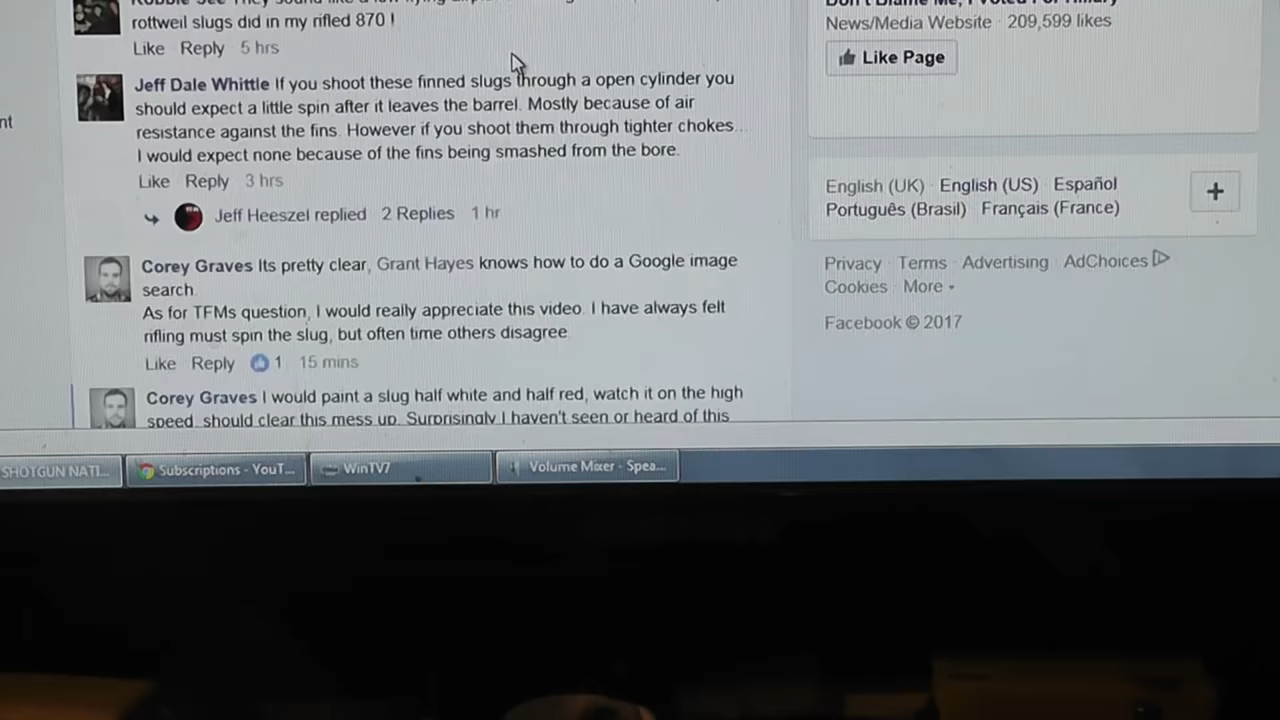 rottweil slugs did in my rifled 870 !
Like Reply 5 hrs
Jeff Dale Whittle If you shoot these finned slugs through a open cylinder you
should expect a little spin after it leaves the barrel. Mostly because of air
resistance against the fins. However if you shoot them through tighter chokes...
I would expect none because of the fins being smashed from the bore.
Like Reply 3 hrs
Jeff Heeszel replied 2 Replies 1 hr
Corey Graves Its pretty clear, Grant Hayes knows how to do a Google image
search.
As for TFMs question, I would really appreciate this video. I have always felt
rifling must spin the slug, but often time others disagree
Like Reply 1 15 mins
Corey Graves I would paint a slug half white and half red, watch it on the high
speed, should clear this mess up. Surprisingly I haven't seen or heard of this
nt
News/Media Website · 209,599 likes
Like Page
English (UK) · English (US) Español
Português (Brasil) Français (France)
+
Privacy Terms Advertising AdChoices
Cookies More
Facebook © 2017
SHOTGUN NATI...
Subscriptions - YouT...
WinTV7
Volume Mixer - Spea...